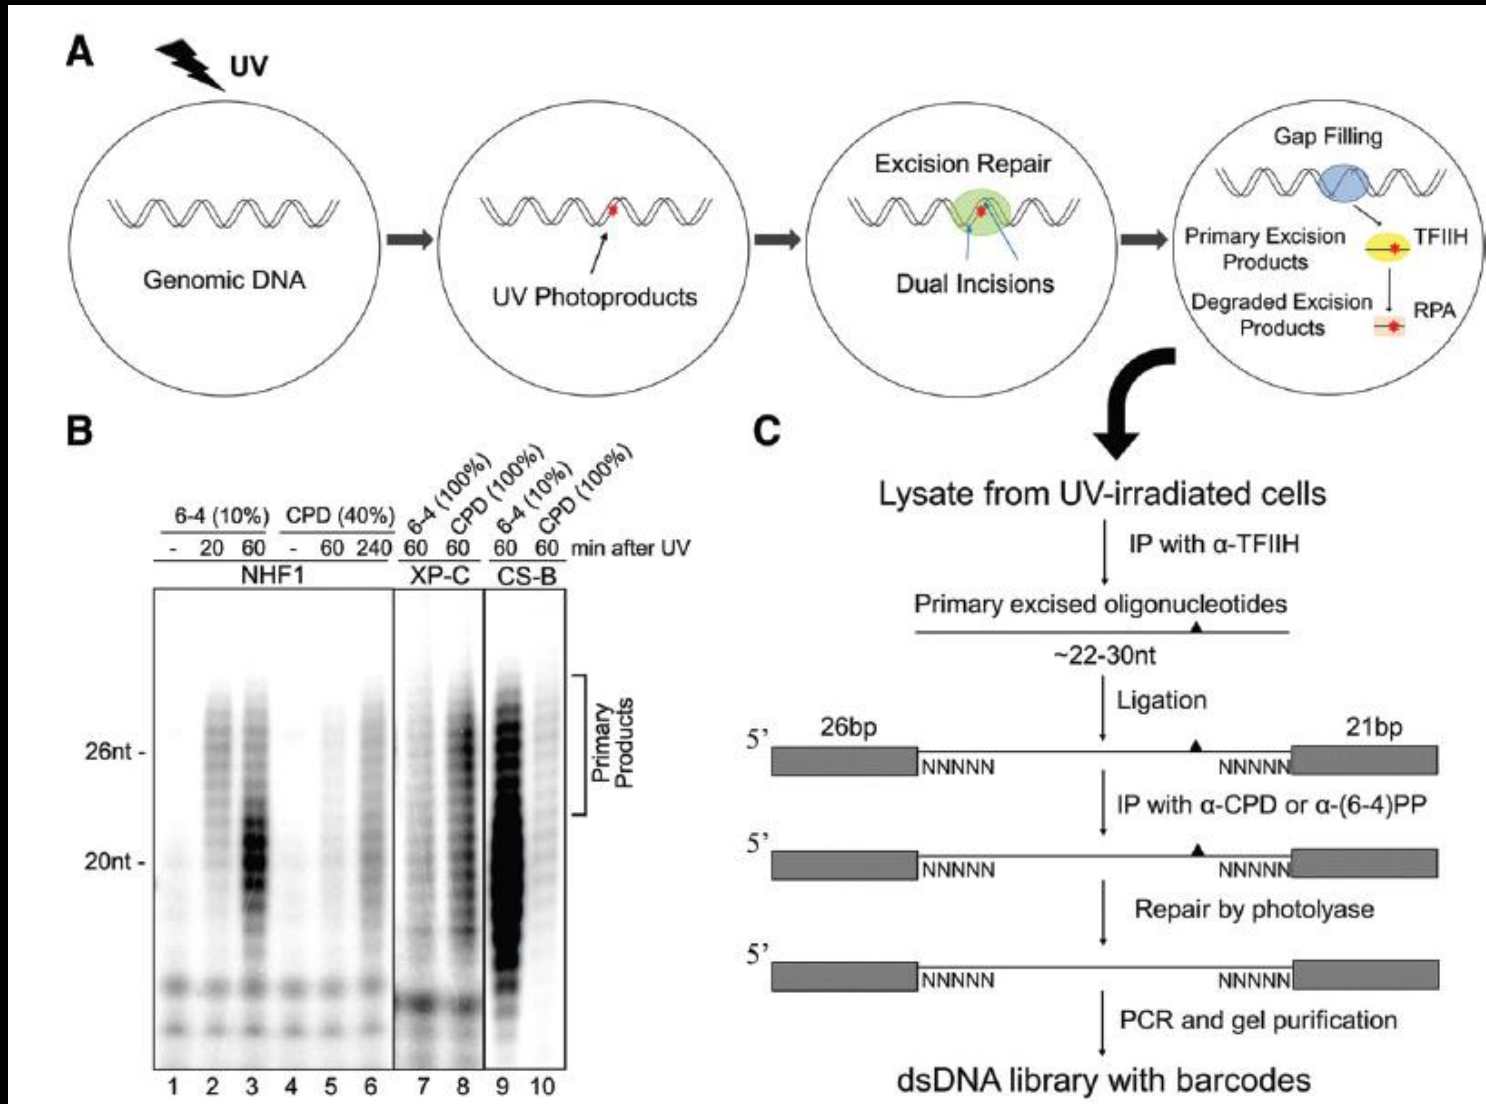 A
UV
Genomic DNA
UV Photoproducts
Excision Repair
Dual Incisions
Gap Filling
Primary Excision
Products
TFIIH
Degraded Excision
Products
RPA
B
6-4 (10%)
CPD (40%)
6-4 (100%)
CPD (100%)
6-4 (10%)
CPD (100%)
- 20 60 - 60 240 60 60 60 60 min after UV
NHF1 XP-C CS-B
26nt -
20nt -
Primary
Products
1 2 3 4 5 6 7 8 9 10
C
Lysate from UV-irradiated cells
IP with α-TFIIH
Primary excised oligonucleotides
~22-30nt
Ligation
5’ 26bp 21bp
NNNNN NNNNN
IP with α-CPD or α-(6-4)PP
5’
NNNNN NNNNN
Repair by photolyase
5’
NNNNN NNNNN
PCR and gel purification
dsDNA library with barcodes